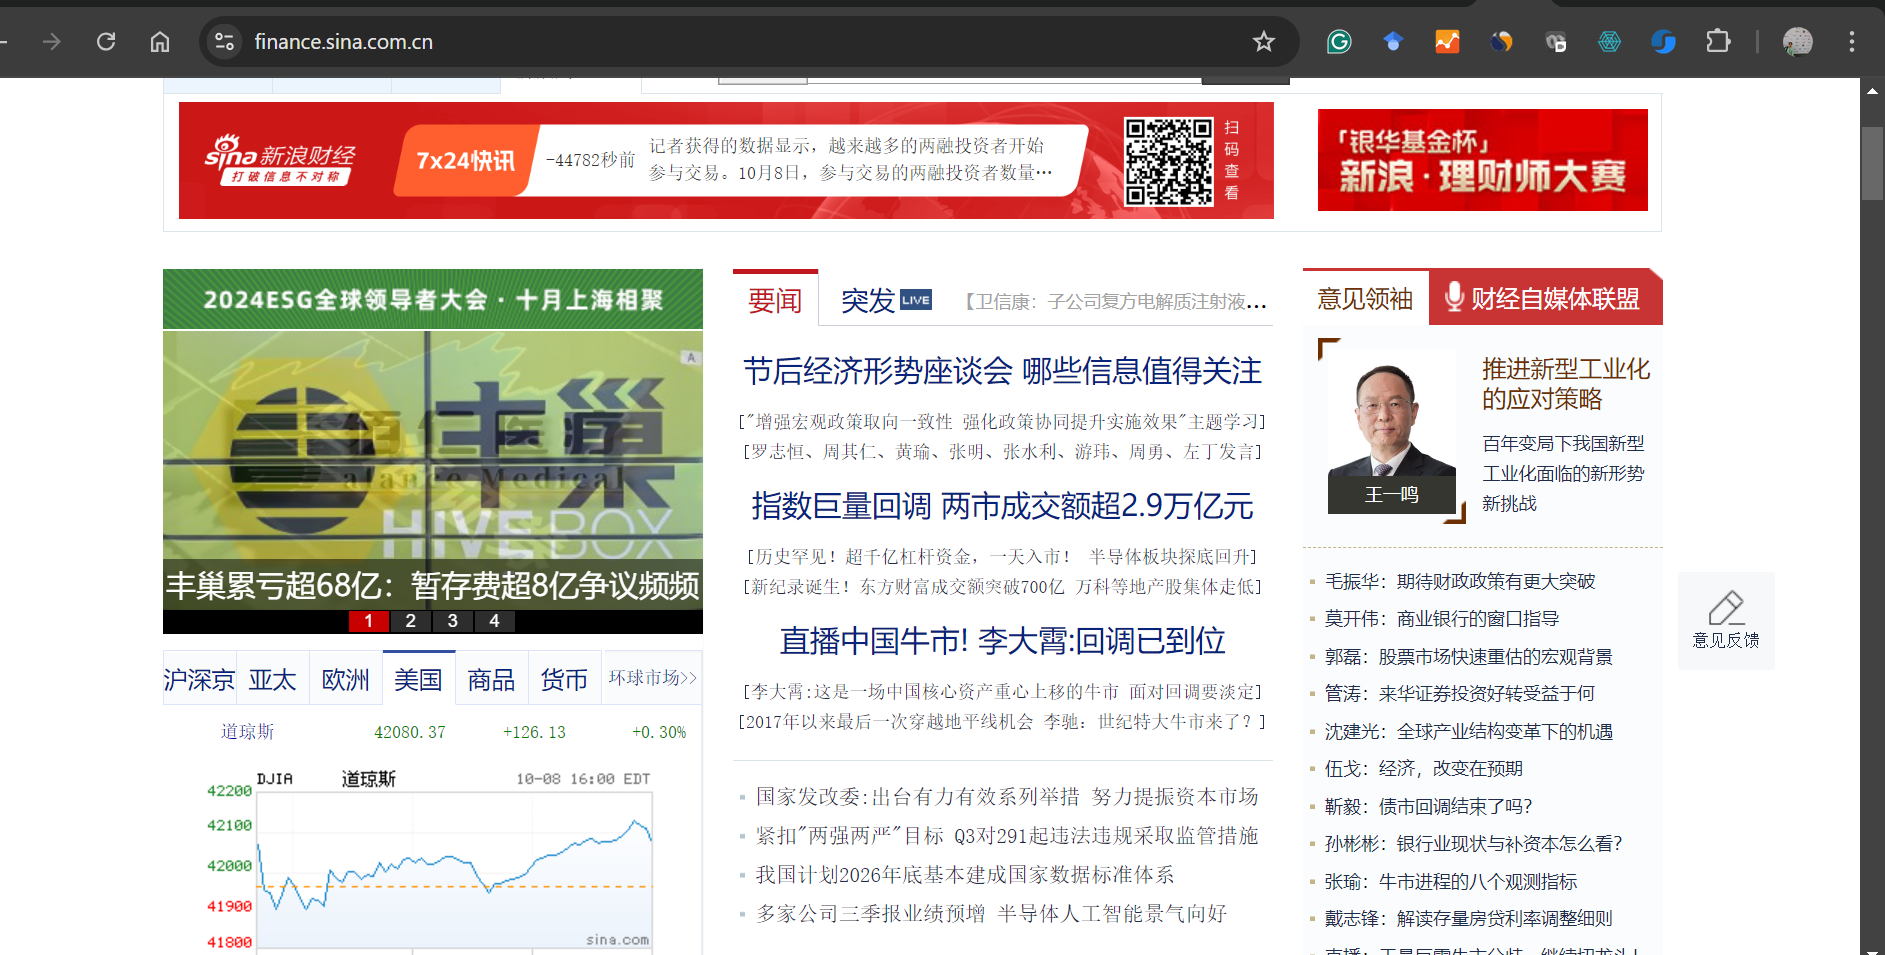 finance.sina.com.cn
sina新浪财经
打破信息不对称
7x24快讯
-44782秒前
记者获得的数据显示，越来越多的两融投资者开始
参与交易。10月8日，参与交易的两融投资者数量…
扫
码
查
看
「银华基金杯」
新浪·理财师大赛
2024ESG全球领导者大会·十月上海相聚
HIVE BOX
丰巢累亏超68亿：暂存费超8亿争议频频
1 2 3 4
沪深京 亚太 欧洲 美国 商品 货币 环球市场>>
道琼斯 42080.37 +126.13 +0.30%
DJIA 道琼斯 10-08 16:00 EDT
42200
42100
42000
41900
41800
sina.com
要闻 突发 LIVE 【卫信康：子公司复方电解质注射液…
节后经济形势座谈会 哪些信息值得关注
["增强宏观政策取向一致性 强化政策协同提升实施效果"主题学习]
[罗志恒、周其仁、黄瑜、张明、张水利、游玮、周勇、左丁发言]
指数巨量回调 两市成交额超2.9万亿元
[历史罕见！超千亿杠杆资金，一天入市！ 半导体板块探底回升]
[新纪录诞生！东方财富成交额突破700亿 万科等地产股集体走低]
直播中国牛市! 李大霄:回调已到位
[李大霄:这是一场中国核心资产重心上移的牛市 面对回调要淡定]
[2017年以来最后一次穿越地平线机会 李驰：世纪特大牛市来了？]
国家发改委:出台有力有效系列举措 努力提振资本市场
紧扣"两强两严"目标 Q3对291起违法违规采取监管措施
我国计划2026年底基本建成国家数据标准体系
多家公司三季报业绩预增 半导体人工智能景气向好
意见领袖 财经自媒体联盟
王一鸣
推进新型工业化
的应对策略
百年变局下我国新型
工业化面临的新形势
新挑战
毛振华：期待财政政策有更大突破
莫开伟：商业银行的窗口指导
郭磊：股票市场快速重估的宏观背景
管涛：来华证券投资好转受益于何
沈建光：全球产业结构变革下的机遇
伍戈：经济，改变在预期
靳毅：债市回调结束了吗？
孙彬彬：银行业现状与补资本怎么看？
张瑜：牛市进程的八个观测指标
戴志锋：解读存量房贷利率调整细则
意见反馈